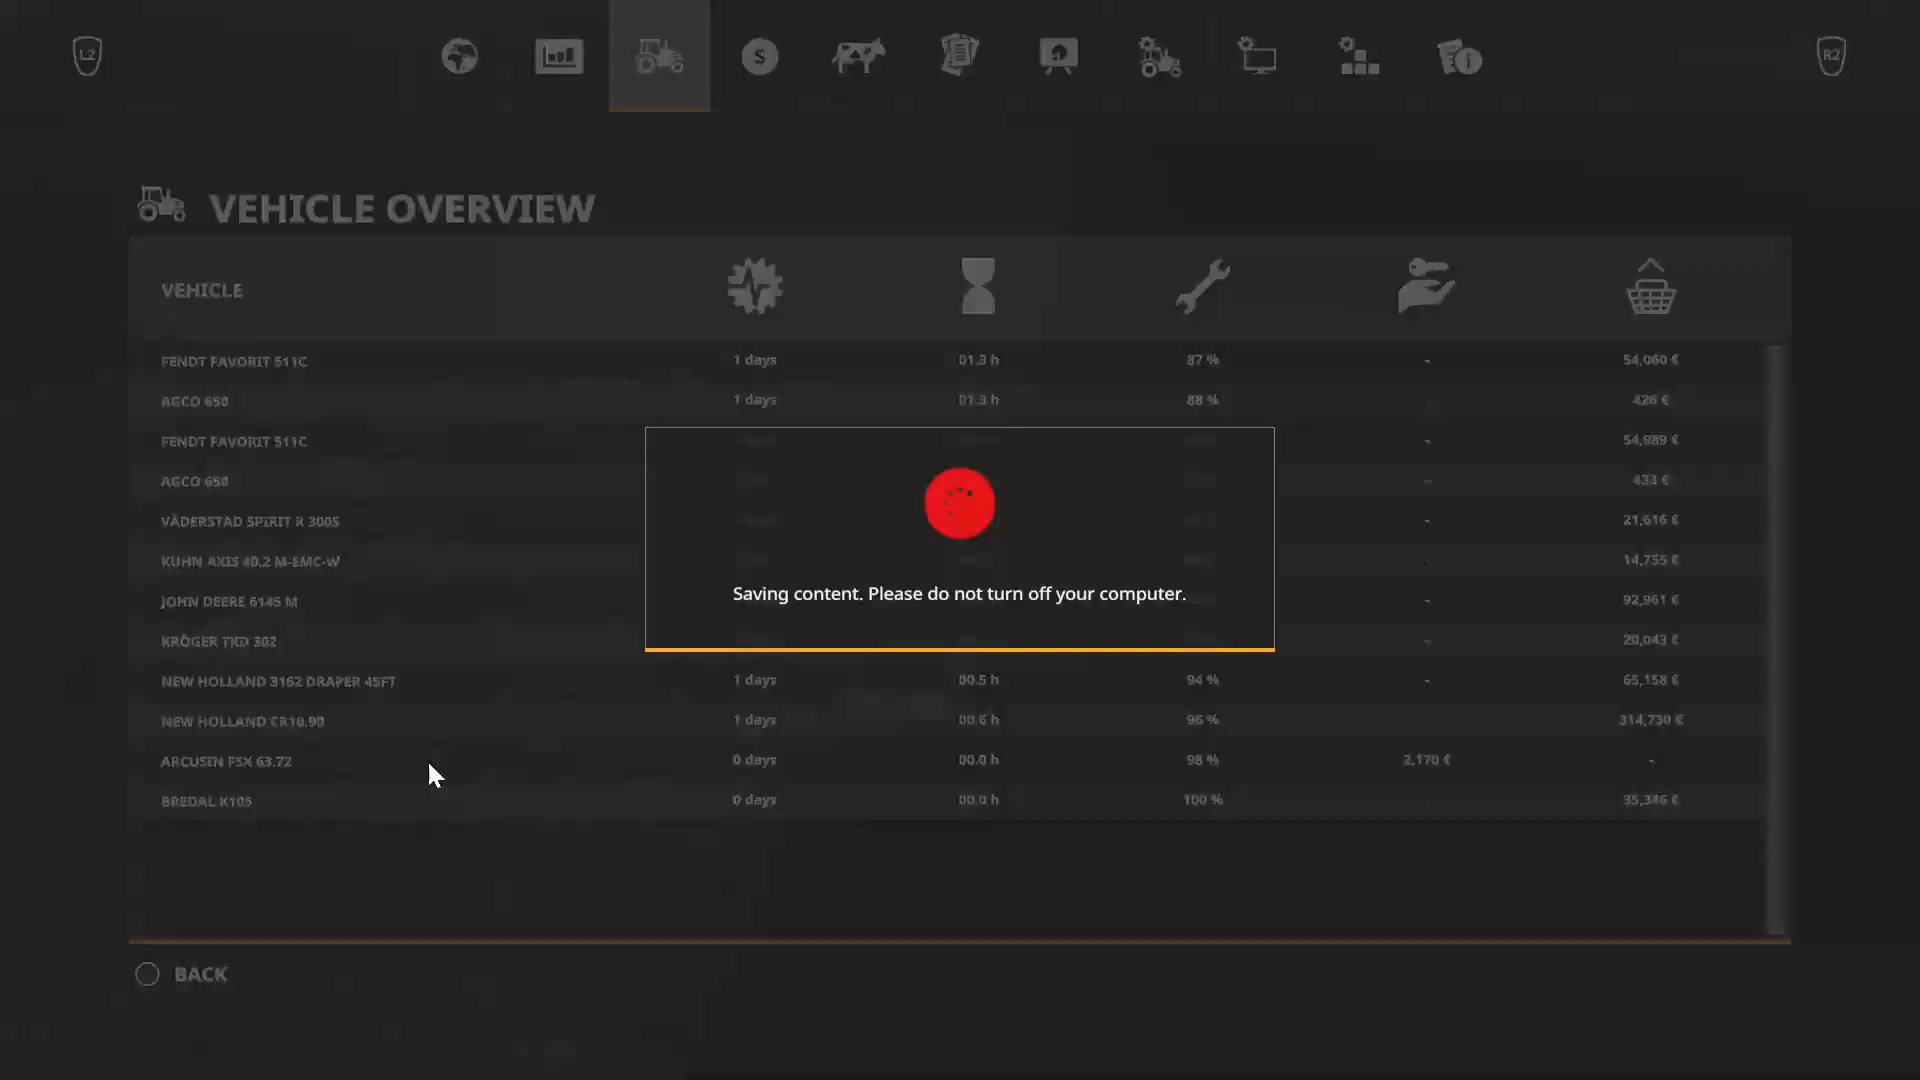 L2
$
R2
VEHICLE OVERVIEW
VEHICLE
FENDT FAVORIT 511C 1 days 01.3 h 87 % - 54,060 €
AGCO 650 1 days 01.3 h 88 % - 426 €
FENDT FAVORIT 511C - 54,989 €
AGCO 650 - 433 €
VÄDERSTAD SPIRIT R 300S - 21,616 €
KUHN AXIS 40.2 M-EMC-W - 14,755 €
JOHN DEERE 6145 M - 92,961 €
KRÖGER TKD 302 - 20,043 €
Saving content. Please do not turn off your computer.
NEW HOLLAND 3162 DRAPER 45FT 1 days 00.5 h 94 % - 65,158 €
NEW HOLLAND CR10.90 1 days 00.6 h 96 % - 314,730 €
ARCUSIN FSX 63.72 0 days 00.0 h 98 % 2,170 € -
BREDAL K105 0 days 00.0 h 100 % - 35,346 €
BACK